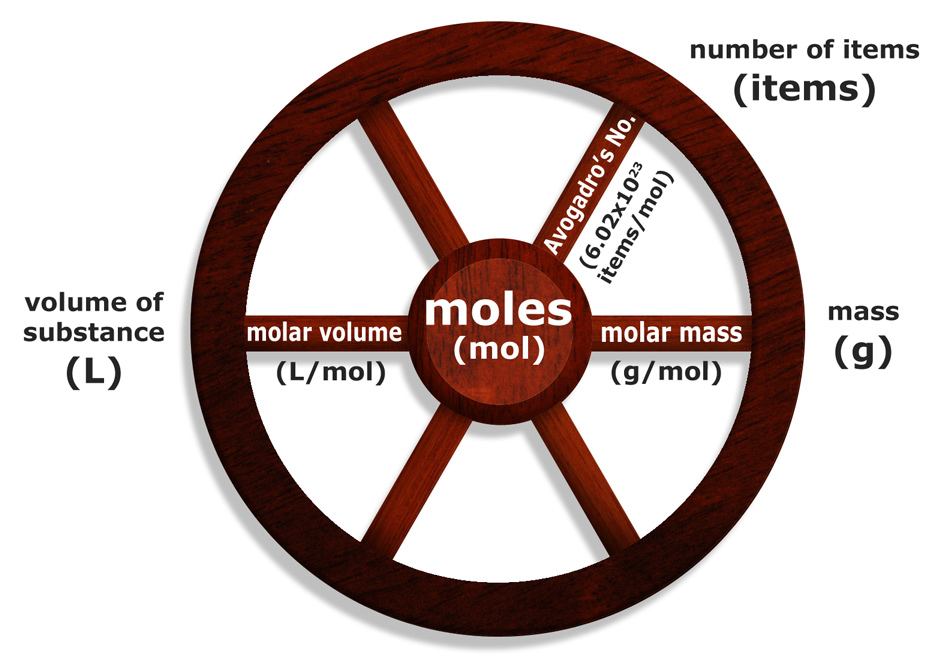 number of items
(items)
Avogadro's No.
(6.02x10²³
items/mol)
volume of
substance
(L)
molar volume
(L/mol)
moles
(mol)
molar mass
(g/mol)
mass
(g)